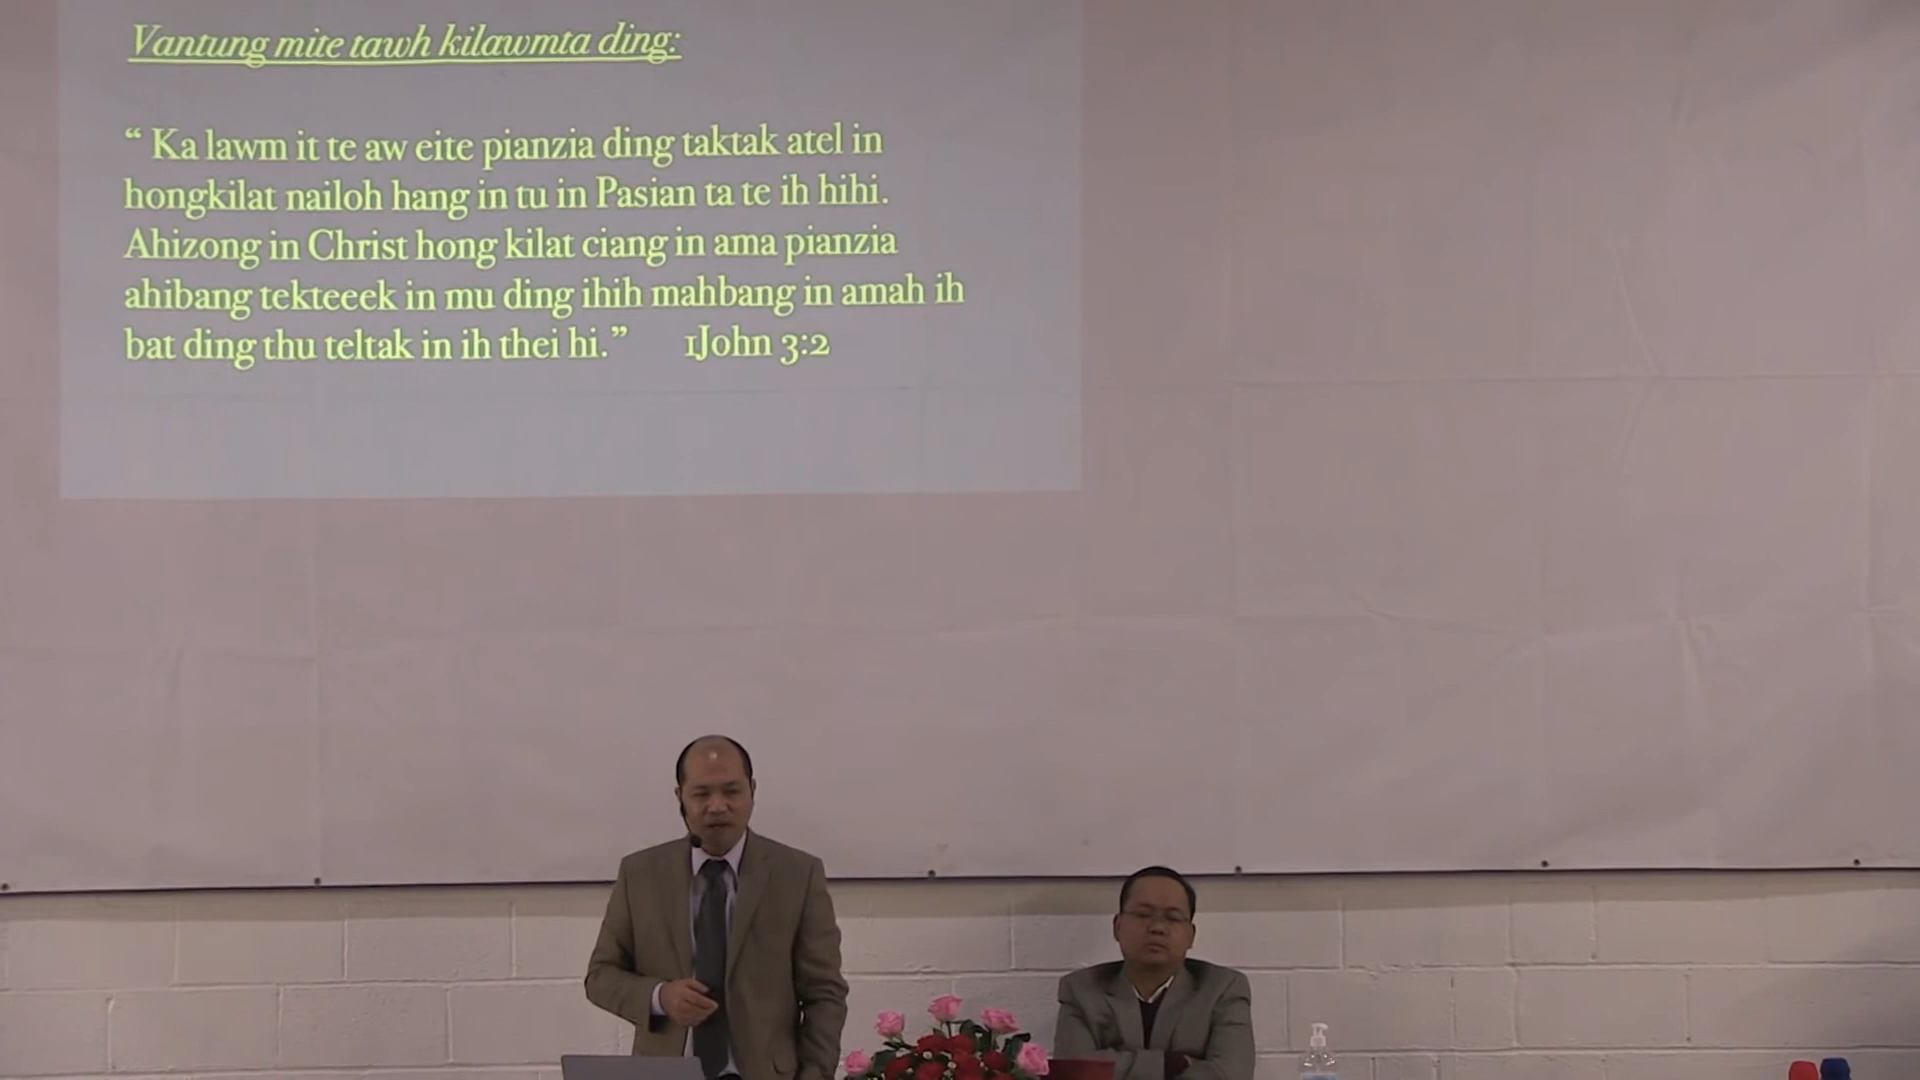 Vantung mite tawh kilawmta ding:
“ Ka lawm it te aw eite pianzia ding taktak atel in
hongkilat nailoh hang in tu in Pasian ta te ih hihi.
Ahizong in Christ hong kilat ciang in ama pianzia
ahibang tekteeek in mu ding ihih mahbang in amah ih
bat ding thu teltak in ih thei hi.” 1John 3:2